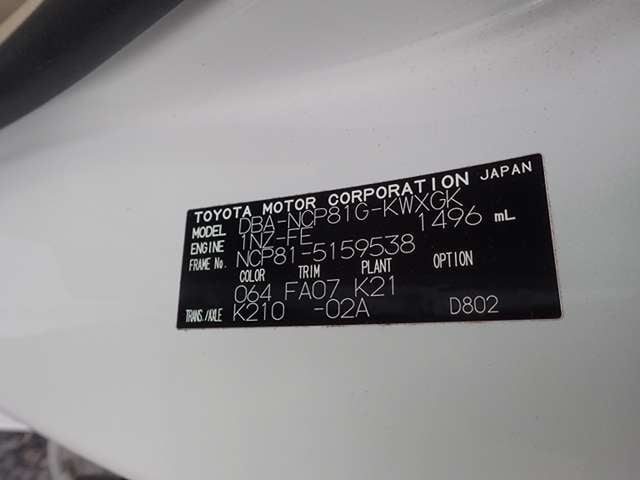 TOYOTA MOTOR CORPORATION JAPAN
MODEL DBA-NCP81G-KWXGK
ENGINE 1NZ-FE 1496 mL
FRAME No. NCP81-5159538
COLOR TRIM PLANT OPTION
064 FA07 K21
TRANS./AXLE K210 -02A D802